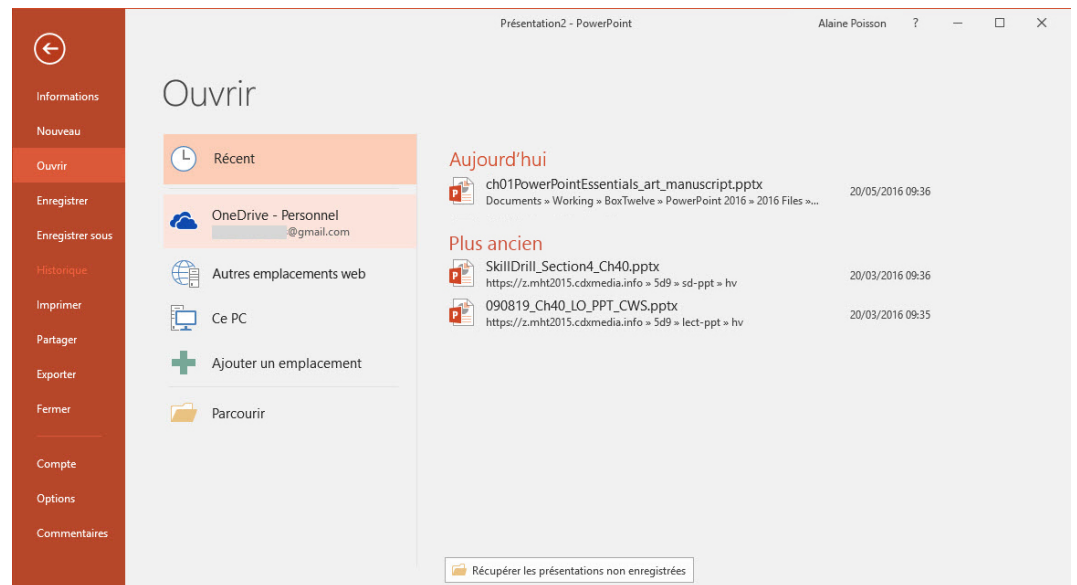 Présentation2 - PowerPoint
Alaine Poisson
?
Informations
Nouveau
Ouvrir
Enregistrer
Enregistrer sous
Historique
Imprimer
Partager
Exporter
Fermer
Compte
Options
Commentaires
Ouvrir
Récent
OneDrive - Personnel
@gmail.com
Autres emplacements web
Ce PC
Ajouter un emplacement
Parcourir
Aujourd'hui
ch01PowerPointEssentials_art_manuscript.pptx
20/05/2016 09:36
Documents » Working » BoxTwelve » PowerPoint 2016 » 2016 Files »...
Plus ancien
SkillDrill_Section4_Ch40.pptx
20/03/2016 09:36
https://z.mht2015.cdxmedia.info » 5d9 » sd-ppt » hv
090819_Ch40_LO_PPT_CWS.pptx
20/03/2016 09:35
https://z.mht2015.cdxmedia.info » 5d9 » lect-ppt » hv
Récupérer les présentations non enregistrées